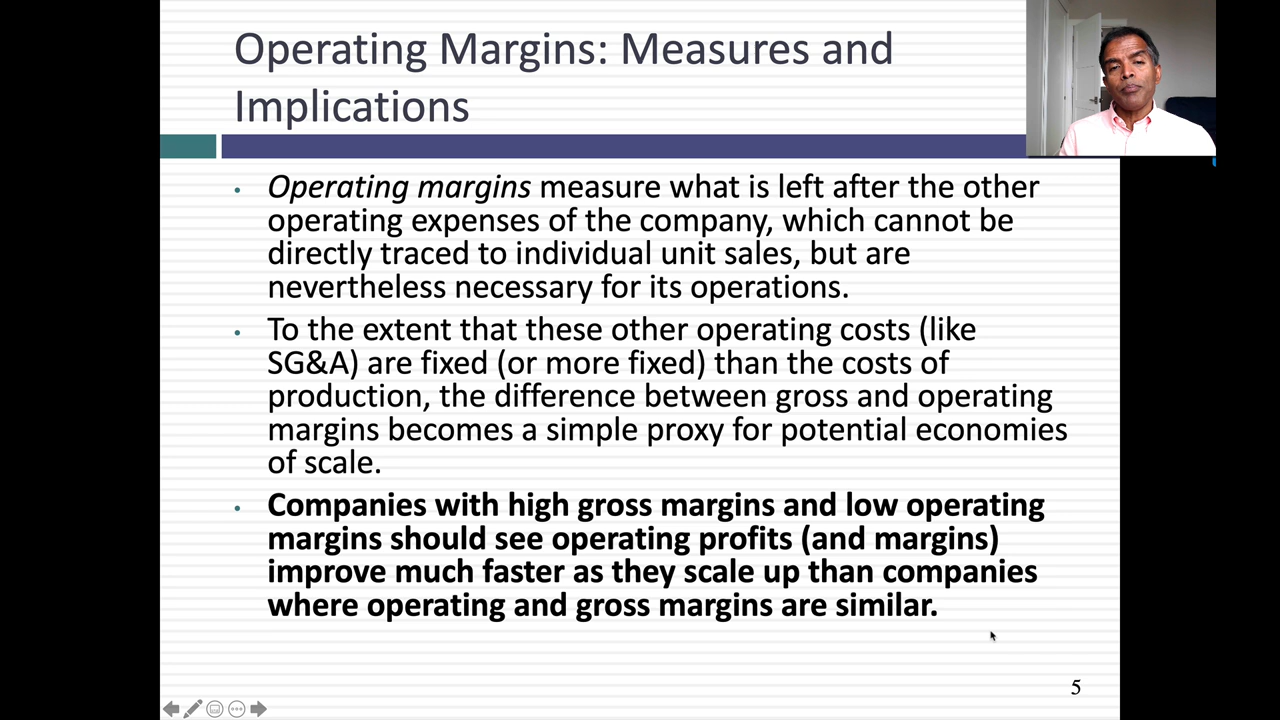 Operating Margins: Measures and
Implications
• Operating margins measure what is left after the other
operating expenses of the company, which cannot be
directly traced to individual unit sales, but are
nevertheless necessary for its operations.
• To the extent that these other operating costs (like
SG&A) are fixed (or more fixed) than the costs of
production, the difference between gross and operating
margins becomes a simple proxy for potential economies
of scale.
• Companies with high gross margins and low operating
margins should see operating profits (and margins)
improve much faster as they scale up than companies
where operating and gross margins are similar.
5